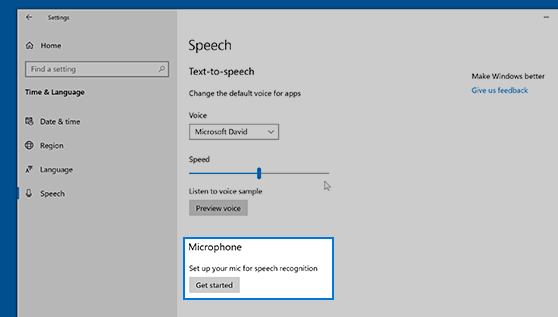 Settings
Home
Find a setting
Time & Language
Date & time
Region
Language
Speech
Speech
Text-to-speech
Change the default voice for apps
Voice
Microsoft David
Speed
Listen to voice sample
Preview voice
Microphone
Set up your mic for speech recognition
Get started
Make Windows better
Give us feedback